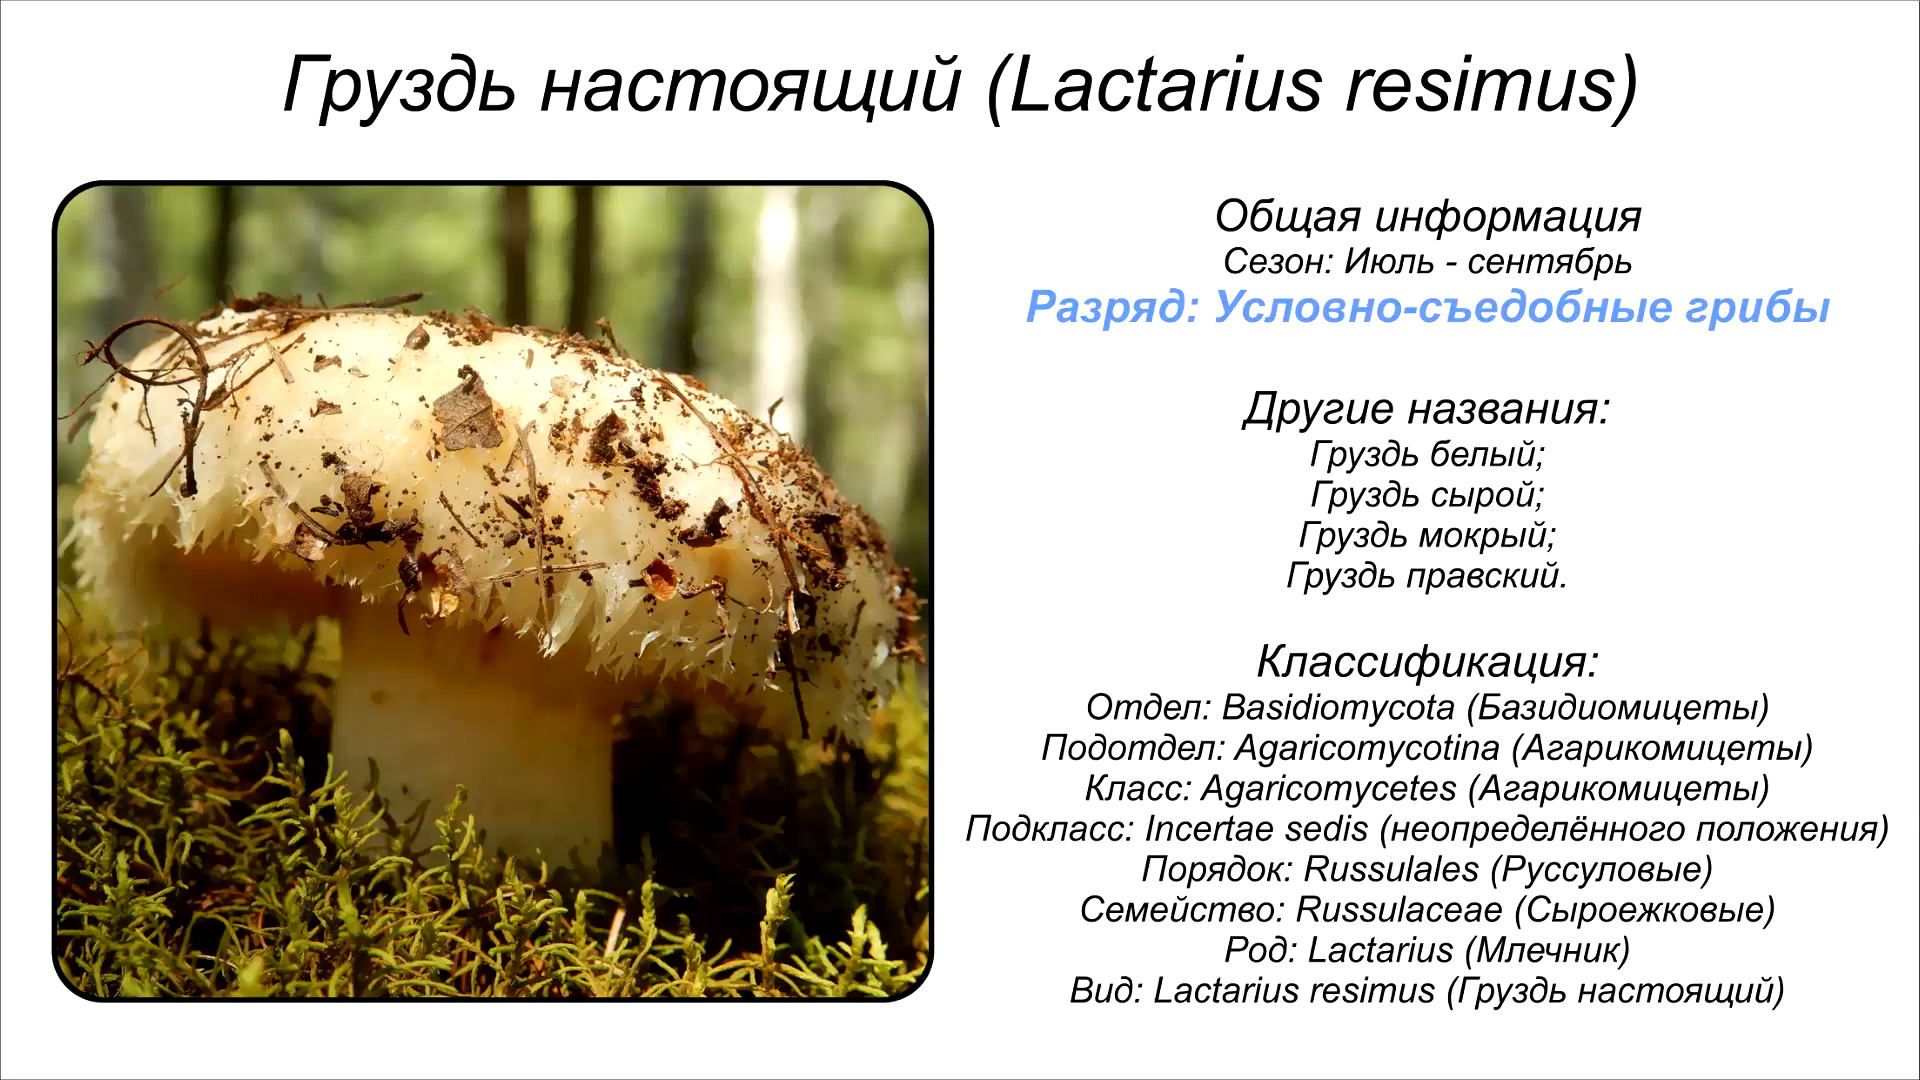 Груздь настоящий (Lactarius resimus)
Общая информация
Сезон: Июль - сентябрь
Разряд: Условно-съедобные грибы
Другие названия:
Груздь белый;
Груздь сырой;
Груздь мокрый;
Груздь правский.
Классификация:
Отдел: Basidiomycota (Базидиомицеты)
Подотдел: Agaricomycotina (Агарикомицеты)
Класс: Agaricomycetes (Агарикомицеты)
Подкласс: Incertae sedis (неопределённого положения)
Порядок: Russulales (Руссуловые)
Семейство: Russulaceae (Сыроежковые)
Род: Lactarius (Млечник)
Вид: Lactarius resimus (Груздь настоящий)